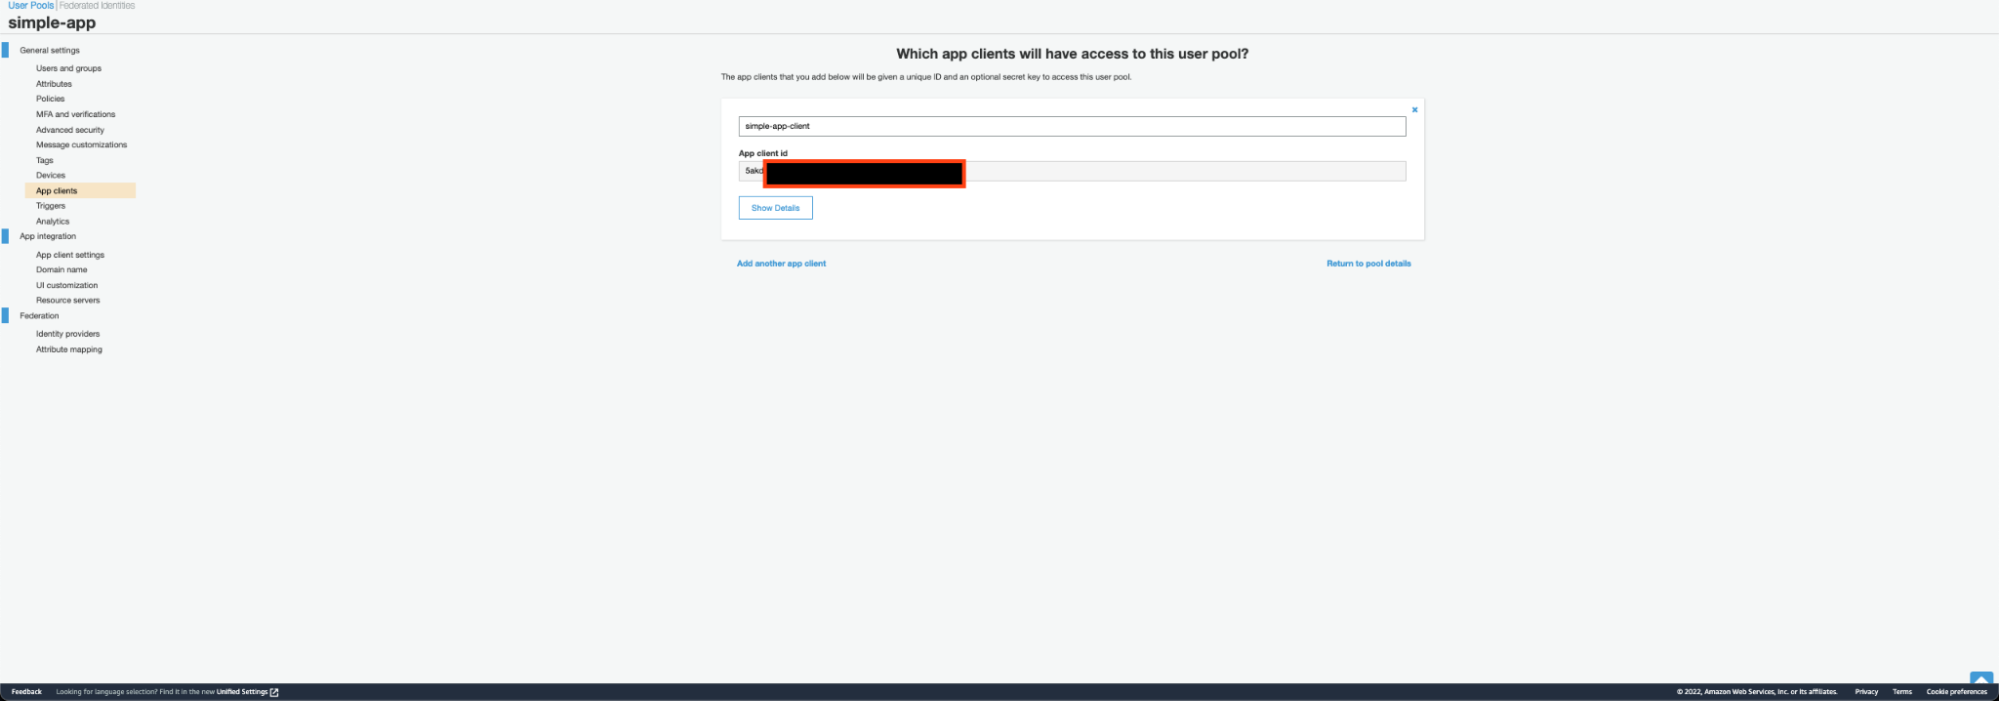 User Pools | Federated Identities
simple-app
General settings
Users and groups
Attributes
Policies
MFA and verifications
Advanced security
Message customizations
Tags
Devices
App clients
Triggers
Analytics
App integration
App client settings
Domain name
UI customization
Resource servers
Federation
Identity providers
Attribute mapping
Which app clients will have access to this user pool?
The app clients that you add below will be given a unique ID and an optional secret key to access this user pool.
simple-app-client
App client id
5akc
Show Details
Add another app client
Return to pool details
Feedback
Looking for language selection? Find it in the new Unified Settings
© 2022, Amazon Web Services, Inc. or its affiliates.
Privacy
Terms
Cookie preferences